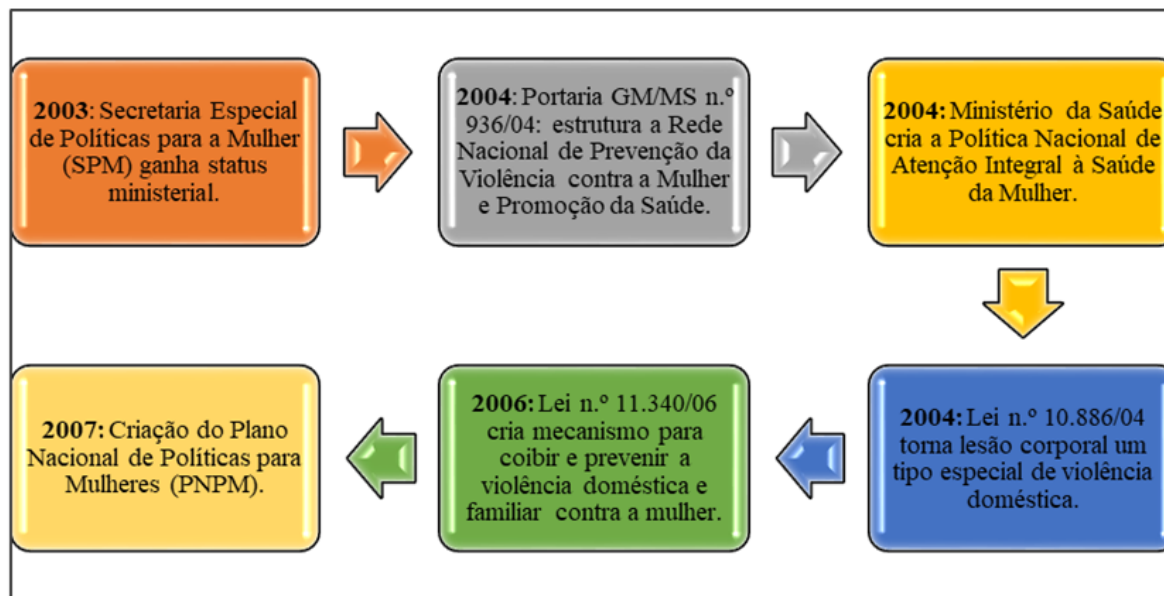 2003: Secretaria Especial
de Políticas para a Mulher
(SPM) ganha status
ministerial.
2004: Portaria GM/MS n.º
936/04: estrutura a Rede
Nacional de Prevenção da
Violência contra a Mulher
e Promoção da Saúde.
2004: Ministério da Saúde
cria a Política Nacional de
Atenção Integral à Saúde
da Mulher.
2004: Lei n.º 10.886/04
torna lesão corporal um
tipo especial de violência
doméstica.
2006: Lei n.º 11.340/06
cria mecanismo para
coibir e prevenir a
violência doméstica e
familiar contra a mulher.
2007: Criação do Plano
Nacional de Políticas para
Mulheres (PNPM).